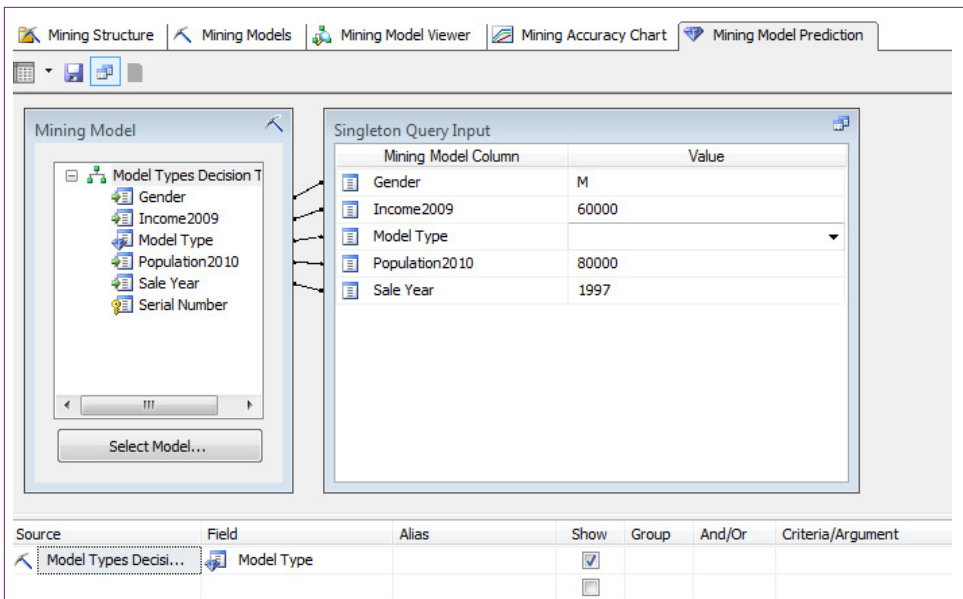 Mining Structure Mining Models Mining Model Viewer Mining Accuracy Chart Mining Model Prediction
Mining Model
Model Types Decision T
Gender
Income2009
Model Type
Population2010
Sale Year
Serial Number
Select Model...
Singleton Query Input
Mining Model Column Value
Gender M
Income2009 60000
Model Type
Population2010 80000
Sale Year 1997
Source Field Alias Show Group And/Or Criteria/Argument
Model Types Decisi... Model Type